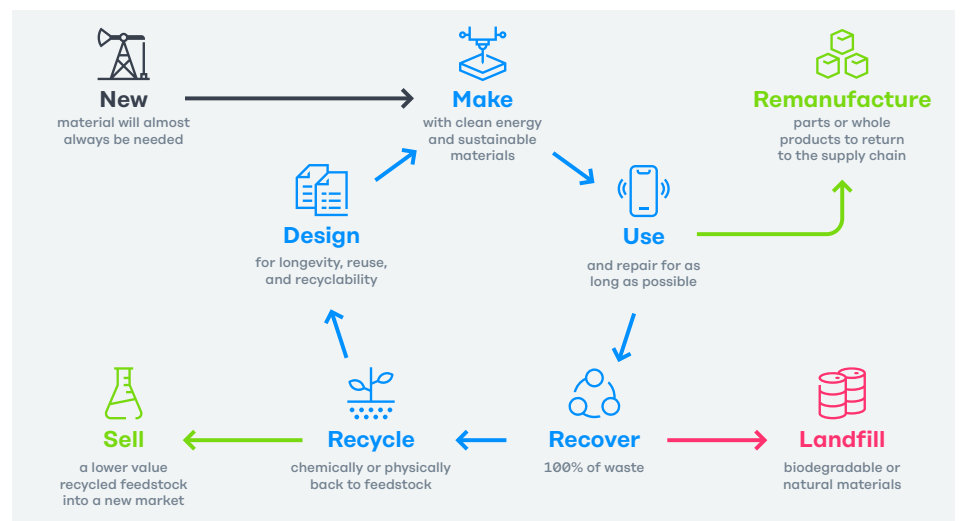 New
material will almost
always be needed
Make
with clean energy
and sustainable
materials
Remanufacture
parts or whole
products to return
to the supply chain
Design
for longevity, reuse,
and recyclability
Use
and repair for as
long as possible
Sell
a lower value
recycled feedstock
into a new market
Recycle
chemically or physically
back to feedstock
Recover
100% of waste
Landfill
biodegradable or
natural materials